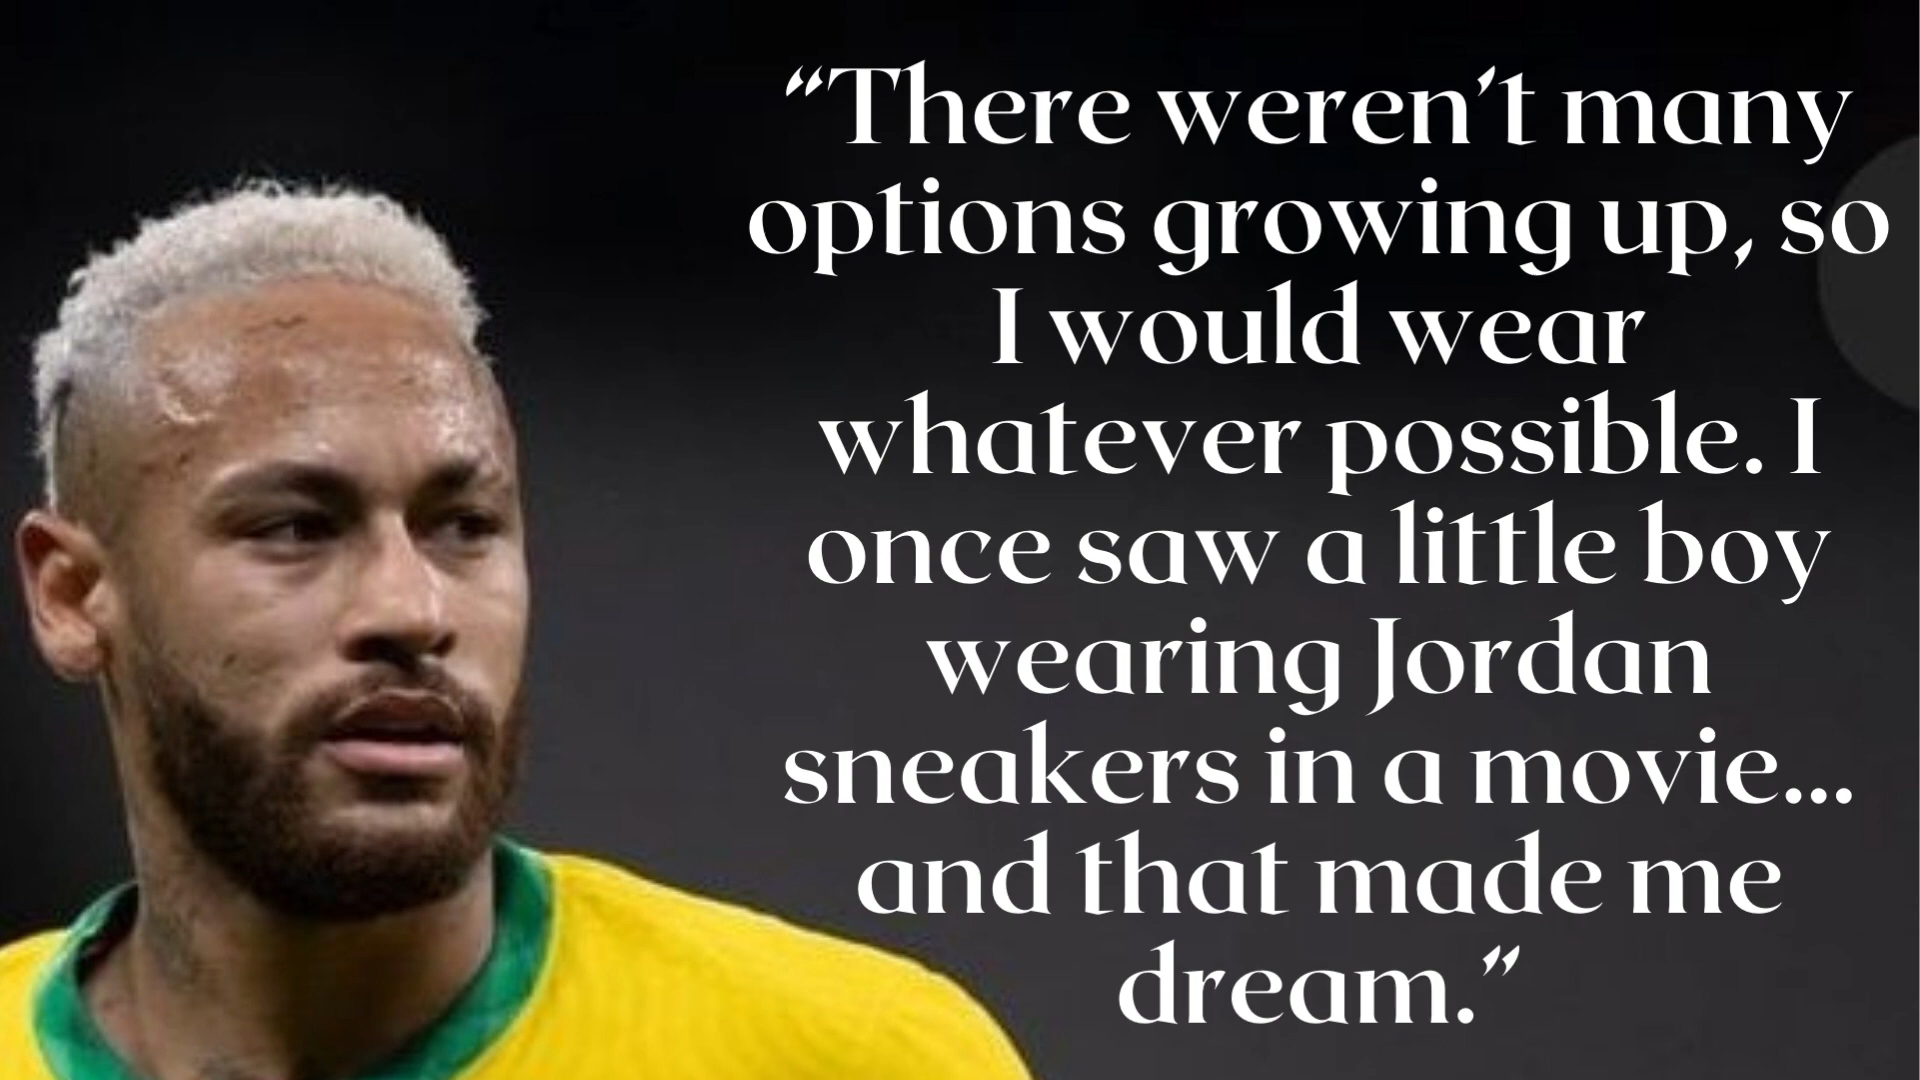 “There weren’t many
options growing up, so
I would wear
whatever possible. I
once saw a little boy
wearing Jordan
sneakers in a movie...
and that made me
dream.”